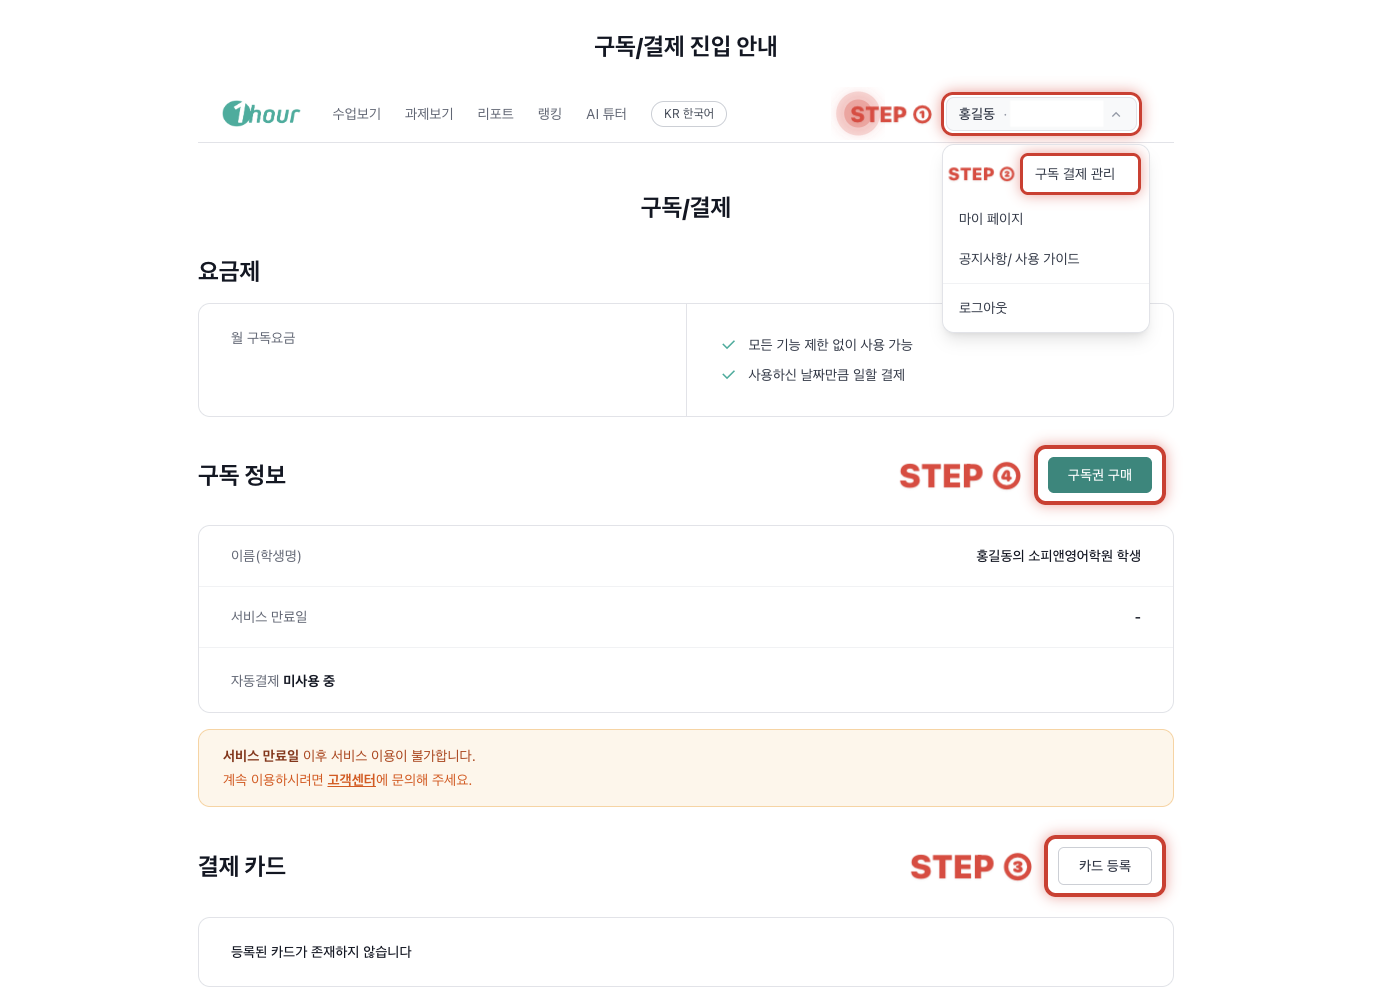 구독/결제 진입 안내
1hour 수업보기 과제보기 리포트 랭킹 AI 튜터 KR 한국어 STEP ① 홍길동 ·
STEP ② 구독 결제 관리
마이 페이지
공지사항/ 사용 가이드
로그아웃
구독/결제
요금제
월 구독요금
모든 기능 제한 없이 사용 가능
사용하신 날짜만큼 일할 결제
구독 정보 STEP ④ 구독권 구매
이름(학생명) 홍길동의 소피앤영어학원 학생
서비스 만료일 -
자동결제 미사용 중
서비스 만료일 이후 서비스 이용이 불가합니다.
계속 이용하시려면 고객센터에 문의해 주세요.
결제 카드 STEP ③ 카드 등록
등록된 카드가 존재하지 않습니다